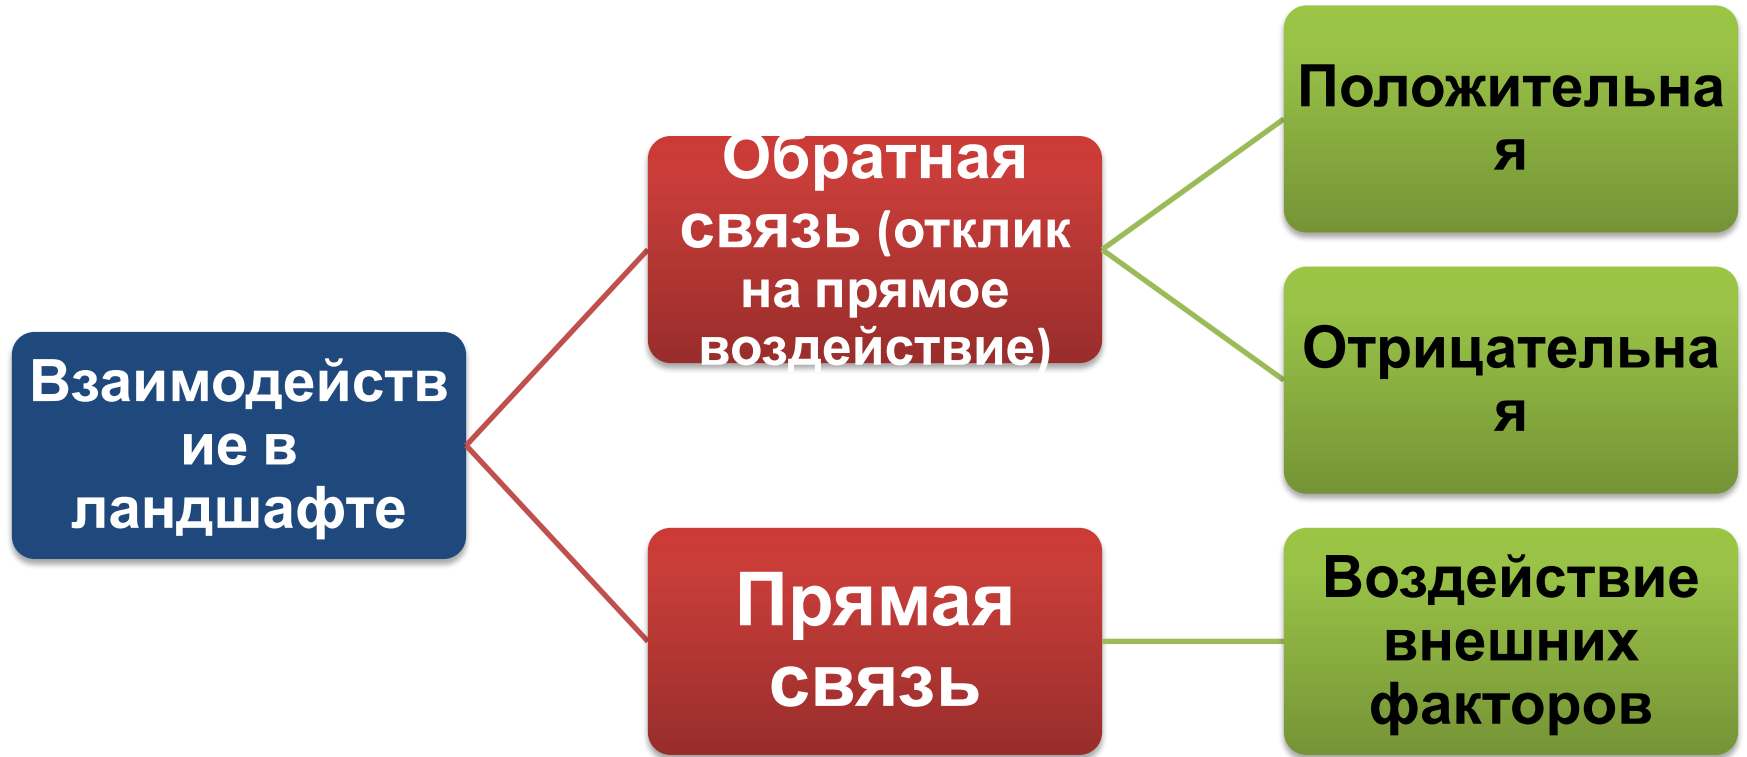 Взаимодейств
ие в
ландшафте
Обратная
связь (отклик
на прямое
воздействие)
Прямая
связь
Положительна
я
Отрицательна
я
Воздействие
внешних
факторов